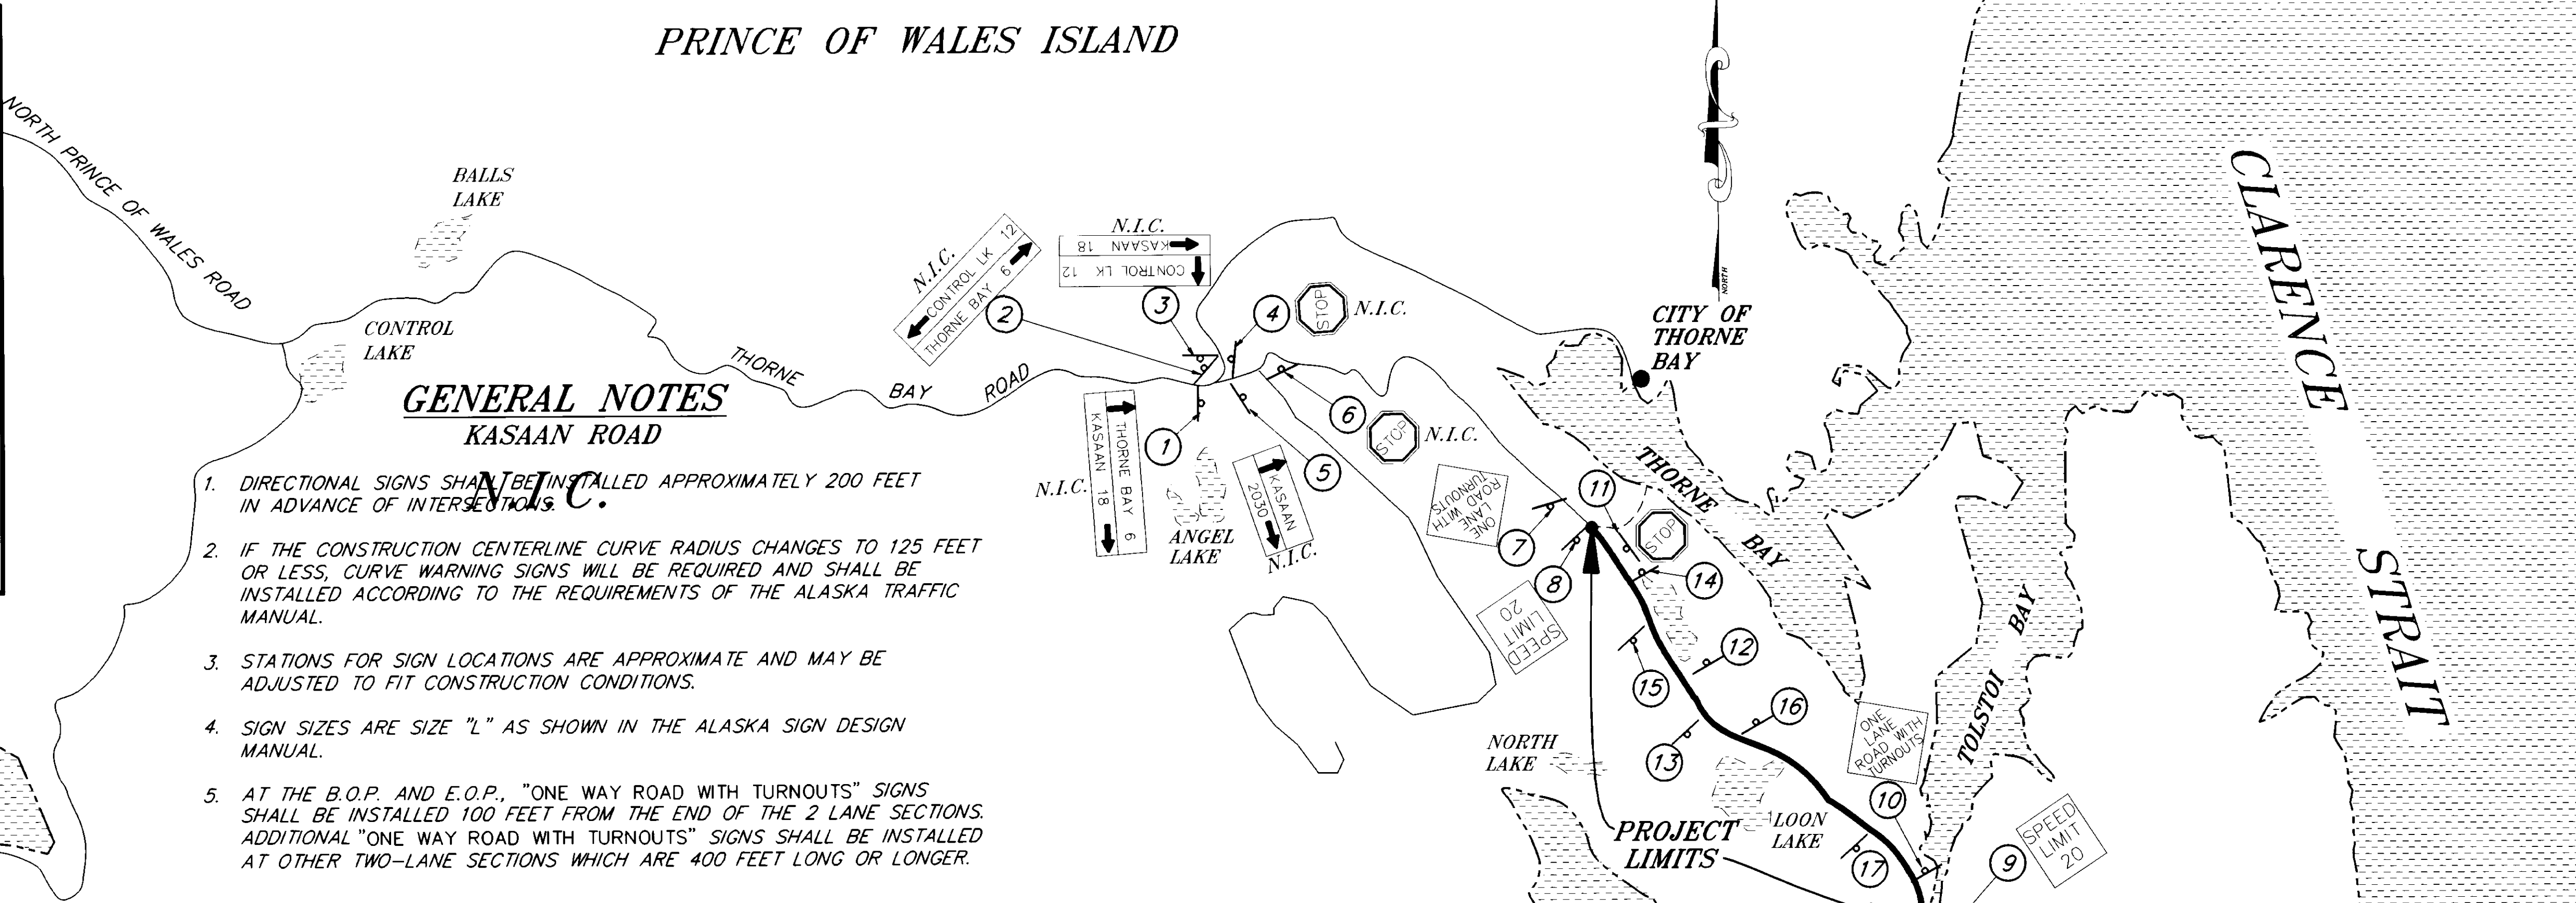 PRINCE OF WALES ISLAND
NORTH PRINCE OF WALES ROAD
BALLS
LAKE
CONTROL
LAKE
THORNE BAY ROAD
N.I.C.
CONTROL LK 12
THORNE BAY 6
2
N.I.C.
KASAAN 18
CONTROL LK 12
3
4
STOP
N.I.C.
NORTH
CITY OF
THORNE
BAY
CLARENCE STRAIT
GENERAL NOTES
KASAAN ROAD
N.I.C.
1. DIRECTIONAL SIGNS SHALL BE INSTALLED APPROXIMATELY 200 FEET
IN ADVANCE OF INTERSECTIONS.
2. IF THE CONSTRUCTION CENTERLINE CURVE RADIUS CHANGES TO 125 FEET
OR LESS, CURVE WARNING SIGNS WILL BE REQUIRED AND SHALL BE
INSTALLED ACCORDING TO THE REQUIREMENTS OF THE ALASKA TRAFFIC
MANUAL.
3. STATIONS FOR SIGN LOCATIONS ARE APPROXIMATE AND MAY BE
ADJUSTED TO FIT CONSTRUCTION CONDITIONS.
4. SIGN SIZES ARE SIZE "L" AS SHOWN IN THE ALASKA SIGN DESIGN
MANUAL.
5. AT THE B.O.P. AND E.O.P., "ONE WAY ROAD WITH TURNOUTS" SIGNS
SHALL BE INSTALLED 100 FEET FROM THE END OF THE 2 LANE SECTIONS.
ADDITIONAL "ONE WAY ROAD WITH TURNOUTS" SIGNS SHALL BE INSTALLED
AT OTHER TWO-LANE SECTIONS WHICH ARE 400 FEET LONG OR LONGER.
1
THORNE BAY 6
KASAAN 18
N.I.C.
ANGEL
LAKE
5
KASAAN
2030
N.I.C.
6
STOP
N.I.C.
ONE
LANE
ROAD WITH
TURNOUTS
7
8
SPEED
LIMIT
20
11
STOP
THORNE BAY
14
12
15
16
13
NORTH
LAKE
LOON
LAKE
PROJECT
LIMITS
ONE
LANE
ROAD WITH
TURNOUTS
TOLSTOI BAY
10
17
9
SPEED
LIMIT
20